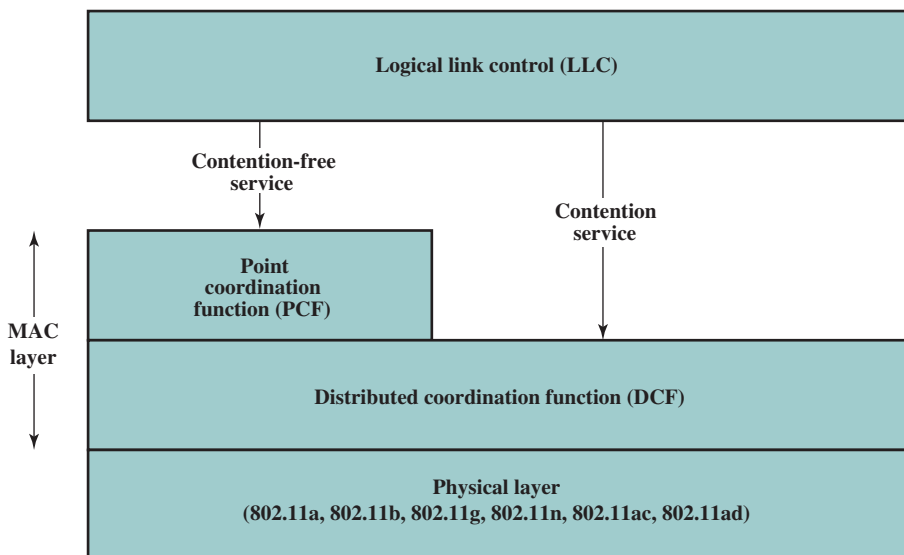 Logical link control (LLC)
Contention-free
service
Contention
service
Point
coordination
function (PCF)
MAC
layer
Distributed coordination function (DCF)
Physical layer
(802.11a, 802.11b, 802.11g, 802.11n, 802.11ac, 802.11ad)